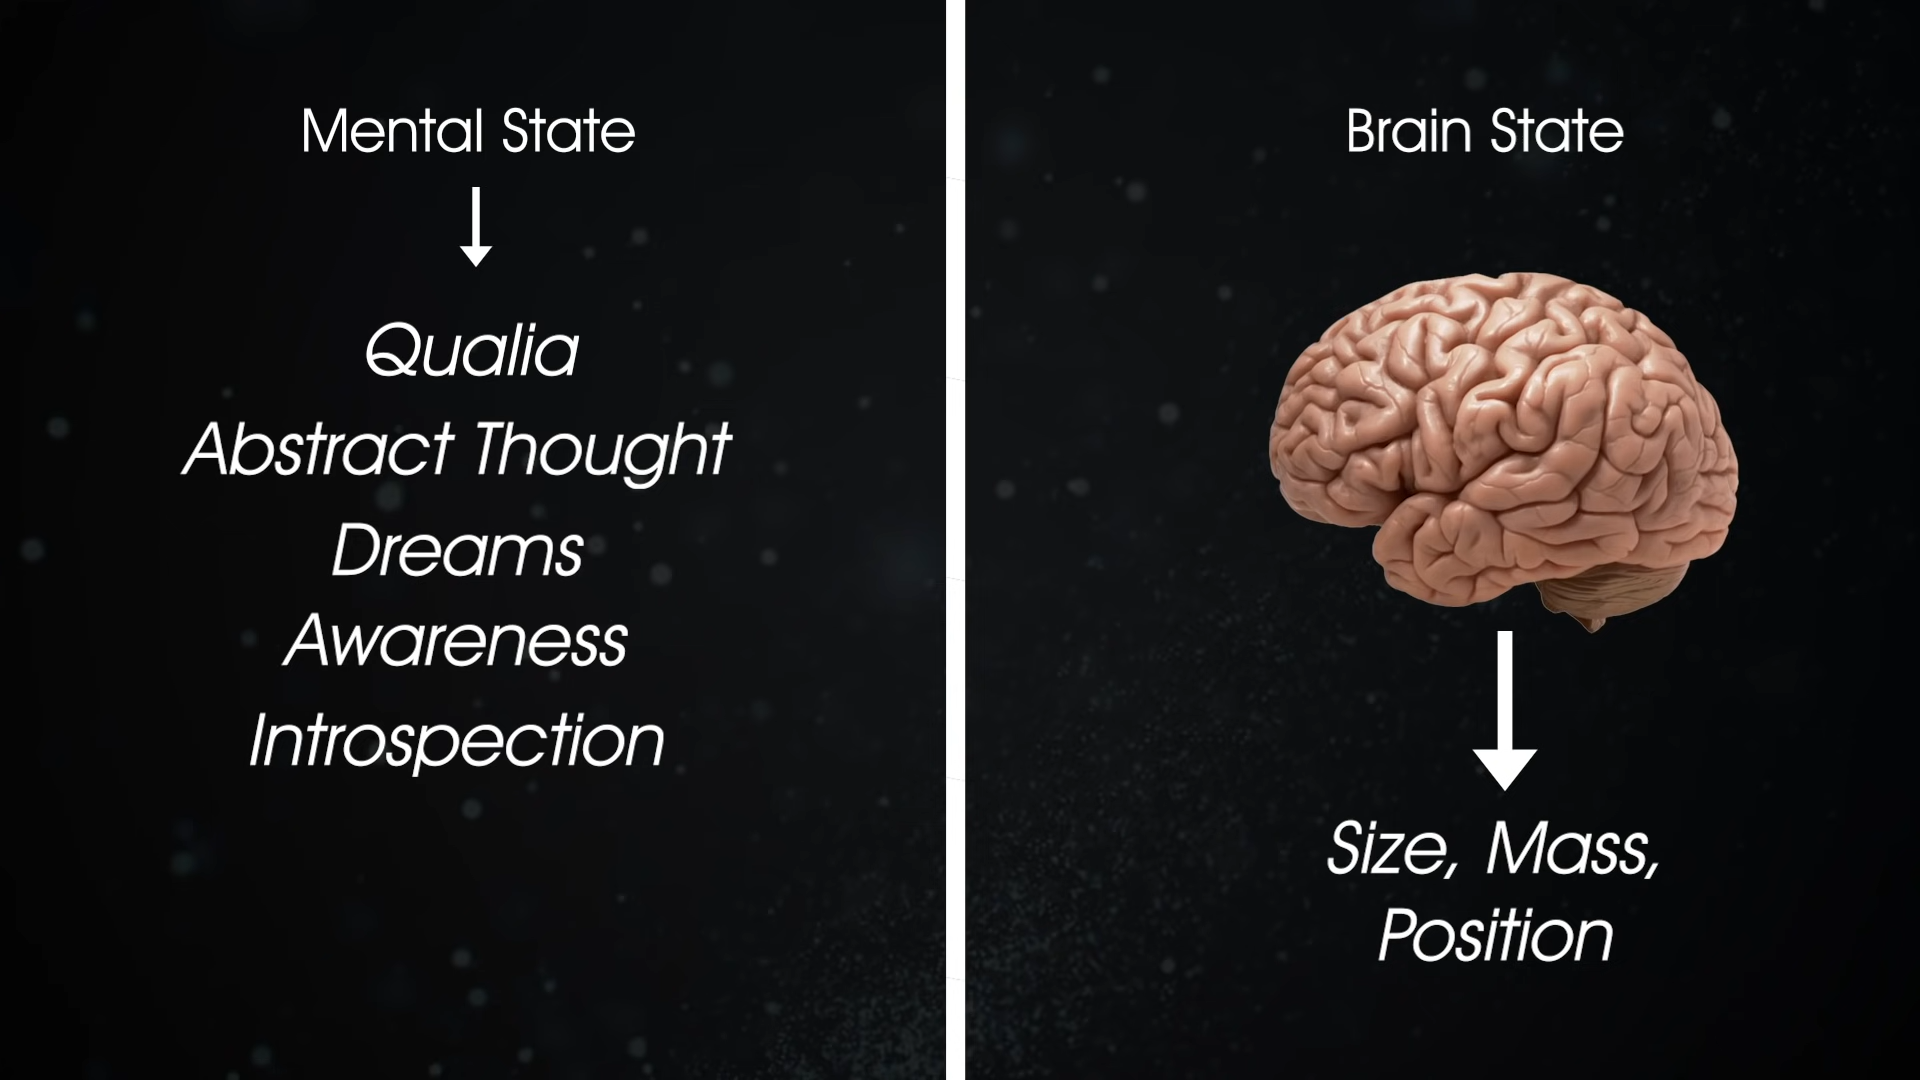 Mental State
Qualia
Abstract Thought
Dreams
Awareness
Introspection
Brain State
Size, Mass,
Position